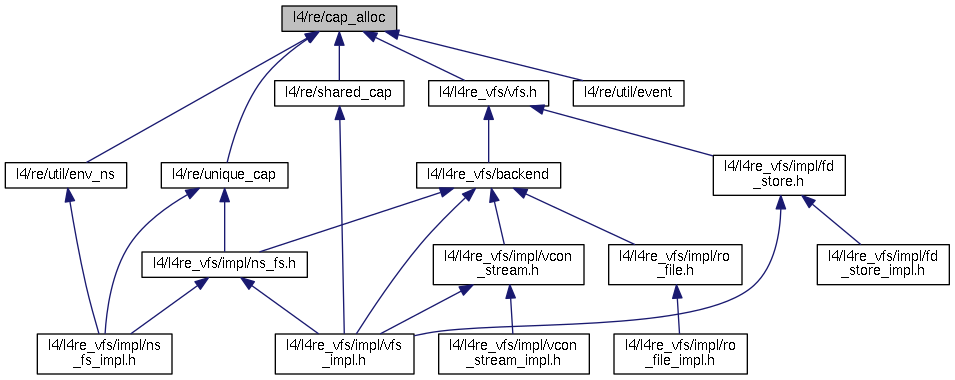 l4/re/cap_alloc
l4/re/shared_cap
l4/l4re_vfs/vfs.h
l4/re/util/event
l4/re/util/env_ns
l4/re/unique_cap
l4/l4re_vfs/backend
l4/l4re_vfs/impl/fd
_store.h
l4/l4re_vfs/impl/ns_fs.h
l4/l4re_vfs/impl/vcon
_stream.h
l4/l4re_vfs/impl/ro
_file.h
l4/l4re_vfs/impl/fd
_store_impl.h
l4/l4re_vfs/impl/ns
_fs_impl.h
l4/l4re_vfs/impl/vfs
_impl.h
l4/l4re_vfs/impl/vcon
_stream_impl.h
l4/l4re_vfs/impl/ro
_file_impl.h